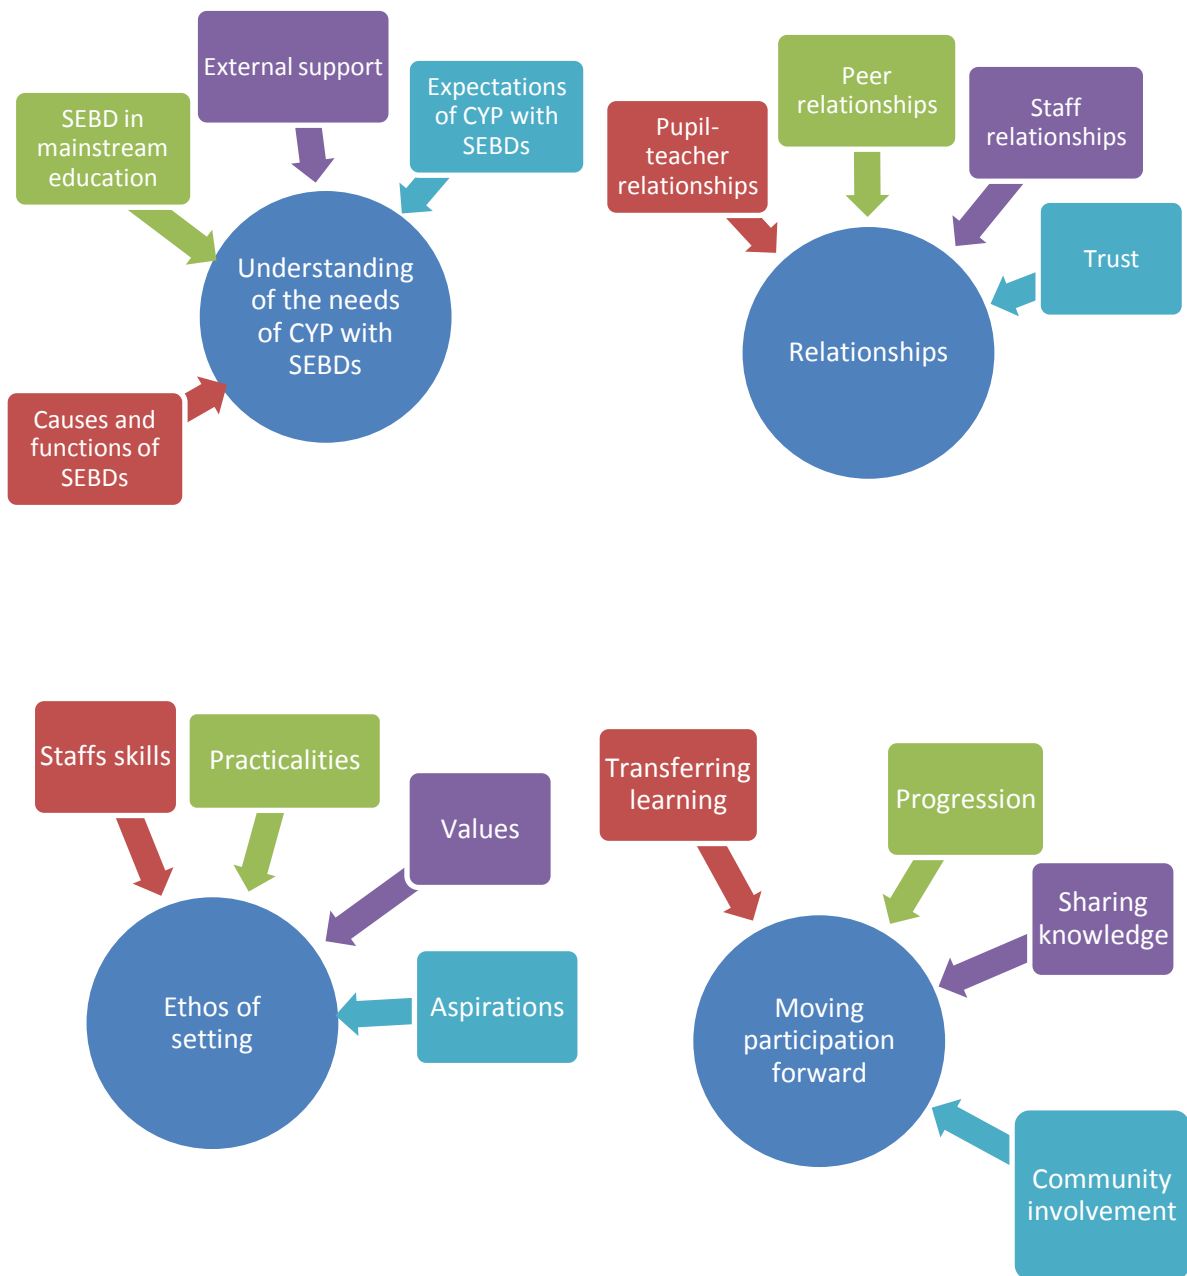 External support
Expectations
of CYP with
SEBDs
SEBD in
mainstream
education
Understanding
of the needs
of CYP with
SEBDs
Causes and
functions of
SEBDs
Peer
relationships
Staff
relationships
Pupil-
teacher
relationships
Trust
Relationships
Staffs skills
Practicalities
Values
Aspirations
Ethos of
setting
Transferring
learning
Progression
Sharing
knowledge
Moving
participation
forward
Community
involvement